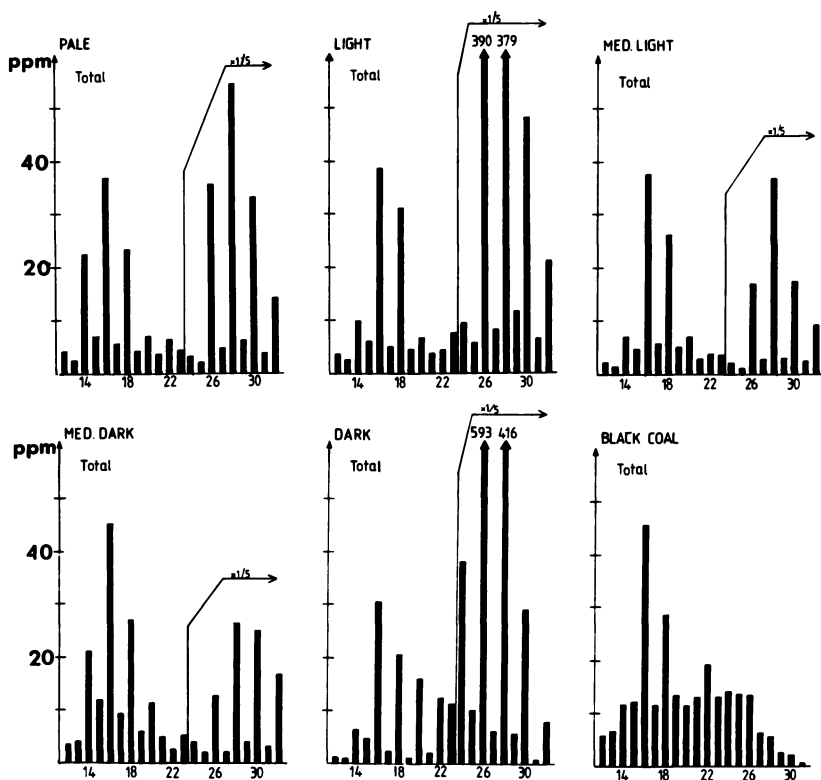 PALE
ppm
Total
×1/5
40
20
14 18 22 26 30
LIGHT
Total
×1/5
390 379
14 18 22 26 30
MED. LIGHT
Total
×1/5
14 18 22 26 30
MED. DARK
ppm
Total
×1/5
40
20
14 18 22 26 30
DARK
Total
×1/5
593 416
14 18 22 26 30
BLACK COAL
Total
14 18 22 26 30